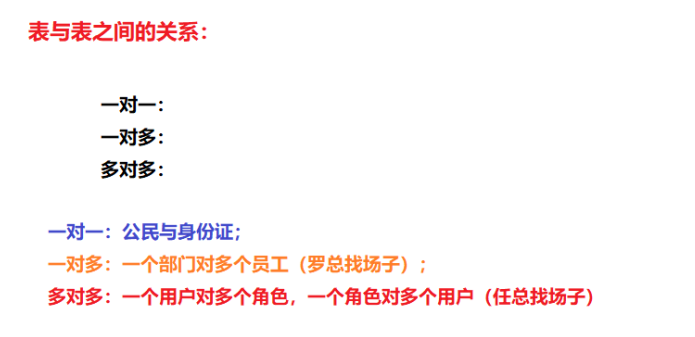 表与表之间的关系：
一对一：
一对多：
多对多：
一对一：公民与身份证；
一对多：一个部门对多个员工（罗总找场子）；
多对多：一个用户对多个角色，一个角色对多个用户（任总找场子）